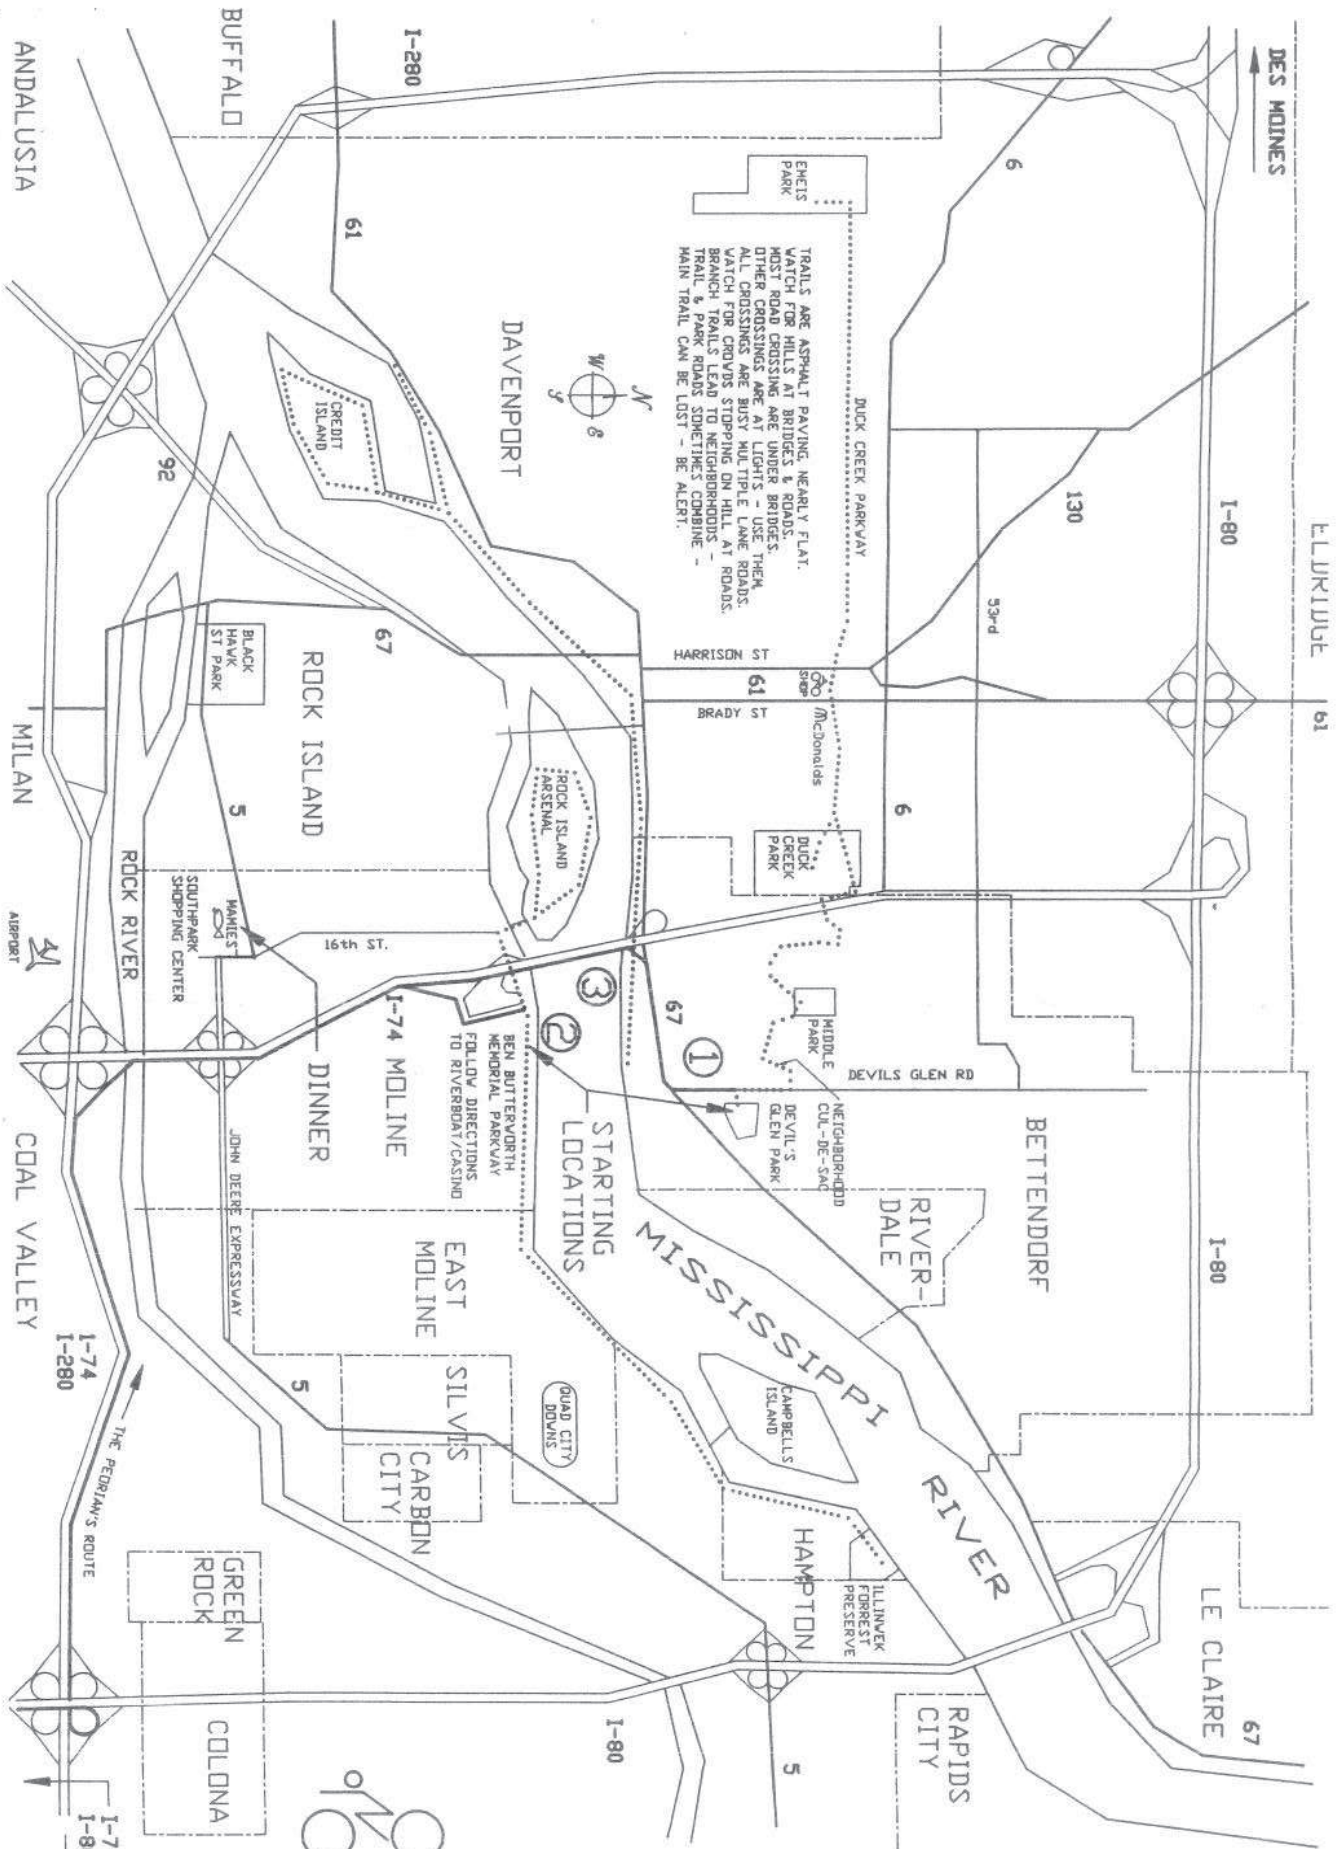 DES MOINES
I-80
61
6
130
53rd
I-280
BUFFALO
ANDALUSIA
EMEIS
PARK
DUCK CREEK PARKWAY
TRAILS ARE ASPHALT PAVING, NEARLY FLAT.
WATCH FOR HILLS AT BRIDGES & ROADS.
MOST ROAD CROSSING ARE UNDER BRIDGES.
OTHER CROSSINGS ARE AT LIGHTS - USE THEM.
ALL CROSSINGS ARE BUSY MULTIPLE LANE ROADS.
WATCH FOR CROWDS STOPPING ON HILL AT ROADS.
BRANCH TRAILS LEAD TO NEIGHBORHOODS -
TRAIL & PARK ROADS SOMETIMES COMBINE -
MAIN TRAIL CAN BE LOST - BE ALERT.
N
W
E
S
DAVENPORT
61
CREDIT
ISLAND
92
HARRISON ST
61
BRADY ST
SHOP
McDonalds
6
DUCK
CREEK
PARK
67
BLACK
HAWK
ST PARK
ROCK ISLAND
ROCK ISLAND
ARSENAL
5
MILAN
ROCK RIVER
MAMIES
SOUTHPARK
SHOPPING CENTER
AIRPORT
16th ST.
DINNER
I-74
MOLINE
3
2
1
67
MIDDLE
PARK
NEIGHBORHOOD
CUL-DE-SAC
DEVILS GLEN RD
DEVIL'S
GLEN PARK
BETTENDORF
RIVER-
DALE
I-80
STARTING
LOCATIONS
BEN BUTTERWORTH
MEMORIAL PARKWAY
FOLLOW DIRECTIONS
TO RIVERBOAT/CASINO
JOHN DEERE EXPRESSWAY
COAL VALLEY
I-74
I-280
THE PEORIAN'S ROUTE
EAST
MOLINE
SILVIS
5
QUAD CITY
DOWNS
CARBON
CITY
MISSISSIPPI
RIVER
CAMPBELLS
ISLAND
HAMPTON
ILLINWEK
FORREST
PRESERVE
LE CLAIRE
67
RAPIDS
CITY
5
I-80
GREEN
ROCK
COLONA
I-7
I-8